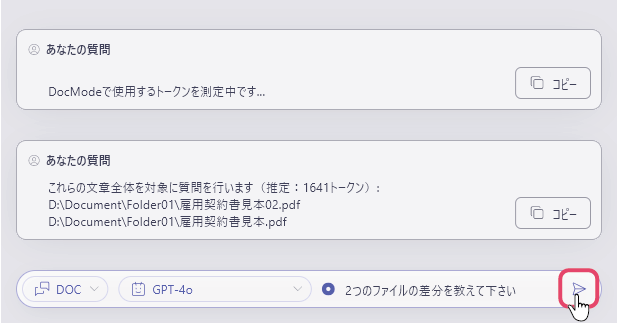 あなたの質問
DocModeで使用するトークンを測定中です...
コピー
あなたの質問
これらの文章全体を対象に質問を行います（推定：1641トークン）:
D:\Document\Folder01\雇用契約書見本02.pdf
D:\Document\Folder01\雇用契約書見本.pdf
コピー
DOC
GPT-4o
2つのファイルの差分を教えて下さい